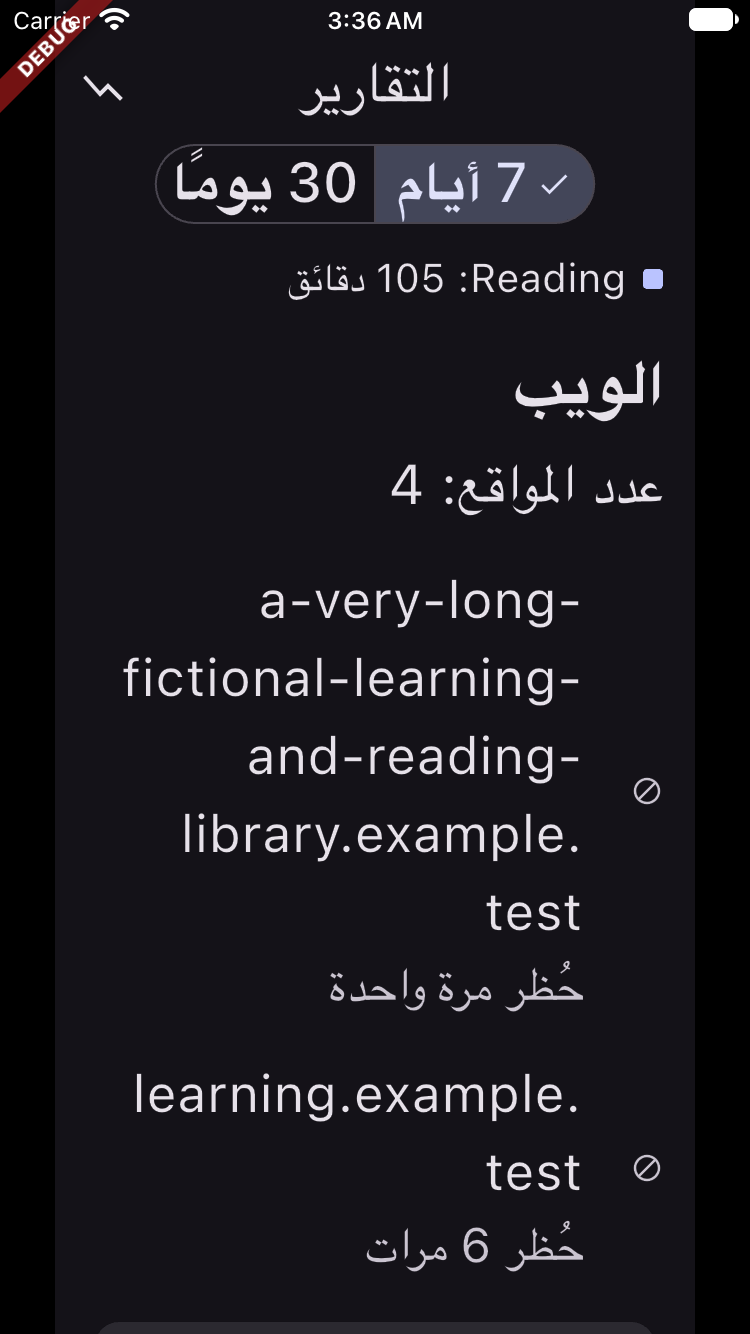 Carrier
3:36 AM
DEBUG
التقارير
7 أيام
30 يومًا
Reading: 105 دقائق
الويب
عدد المواقع: 4
a-very-long-
fictional-learning-
and-reading-
library.example.
test
حُظر مرة واحدة
learning.example.
test
حُظر 6 مرات